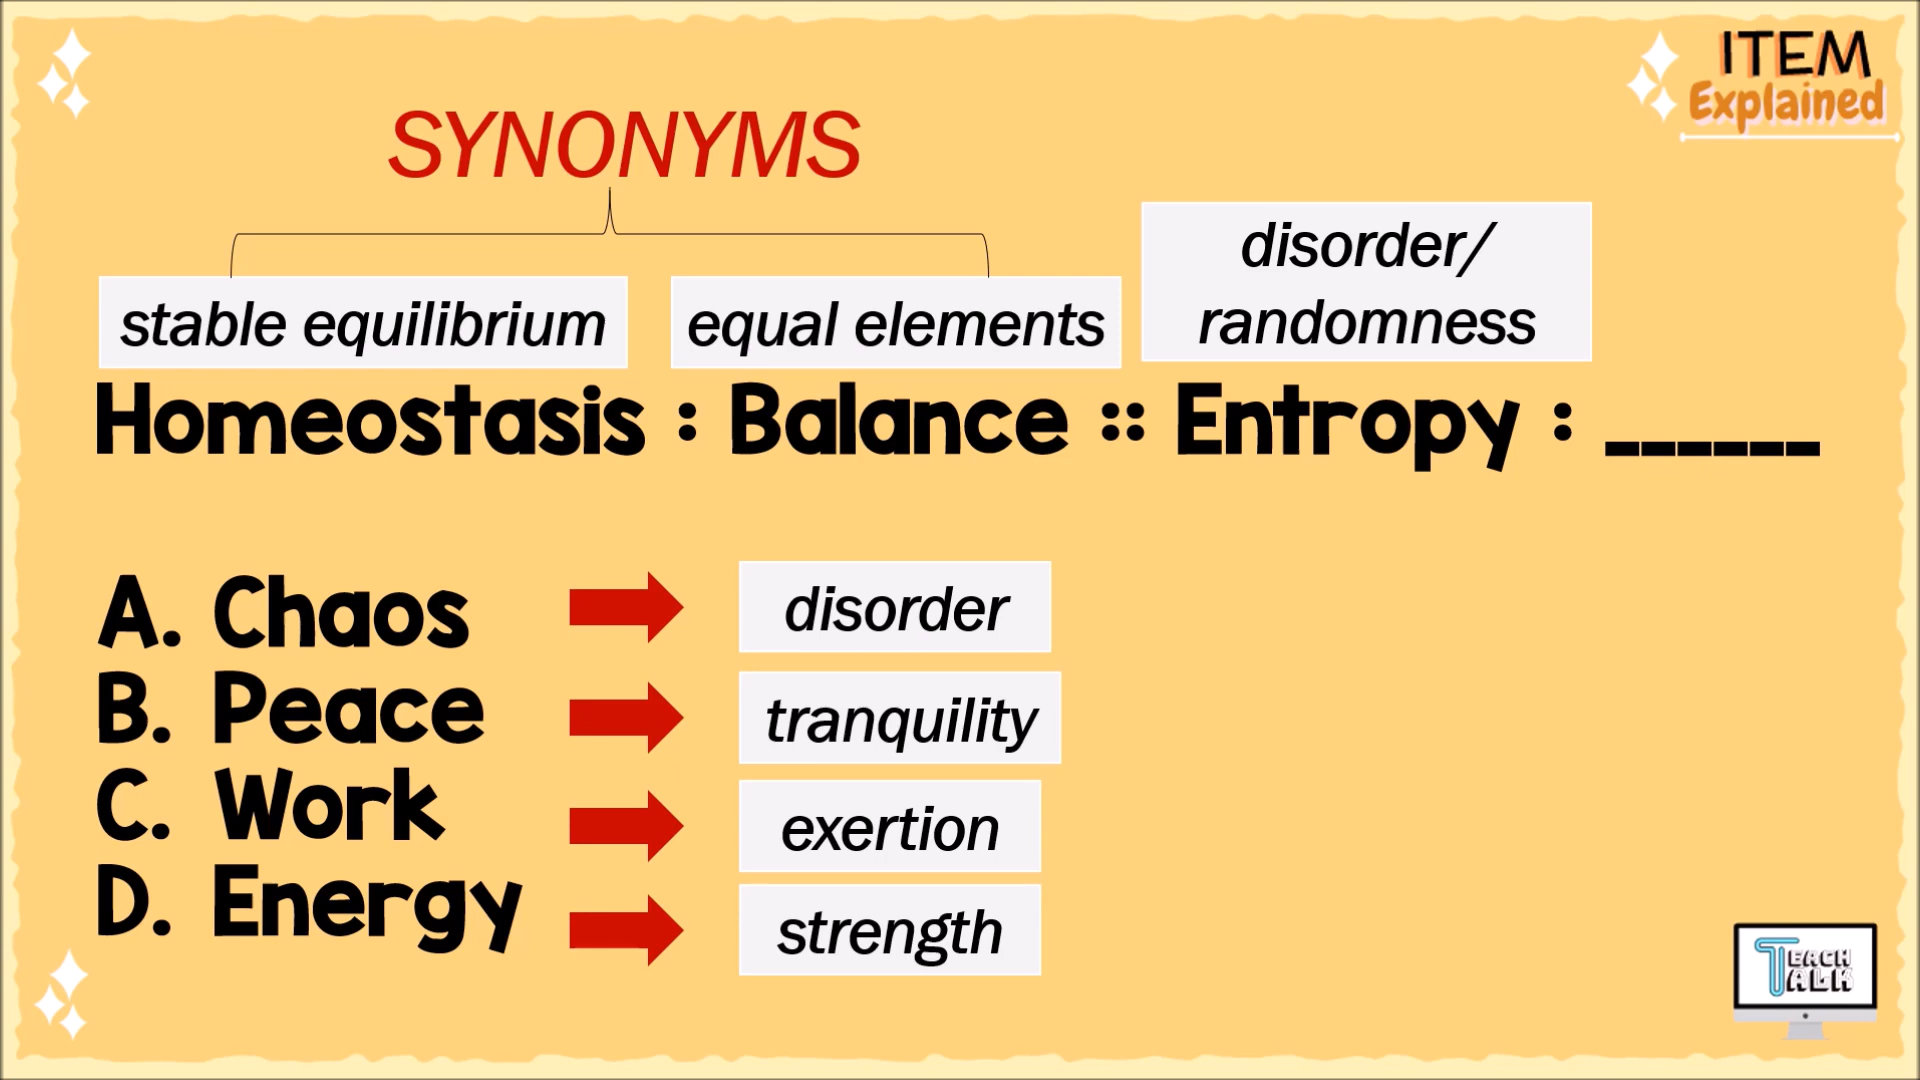 ITEM
Explained
SYNONYMS
disorder/
randomness
stable equilibrium
equal elements
Homeostasis : Balance :: Entropy : ______
A. Chaos
disorder
B. Peace
tranquility
C. Work
exertion
D. Energy
strength
TEACH
TALK